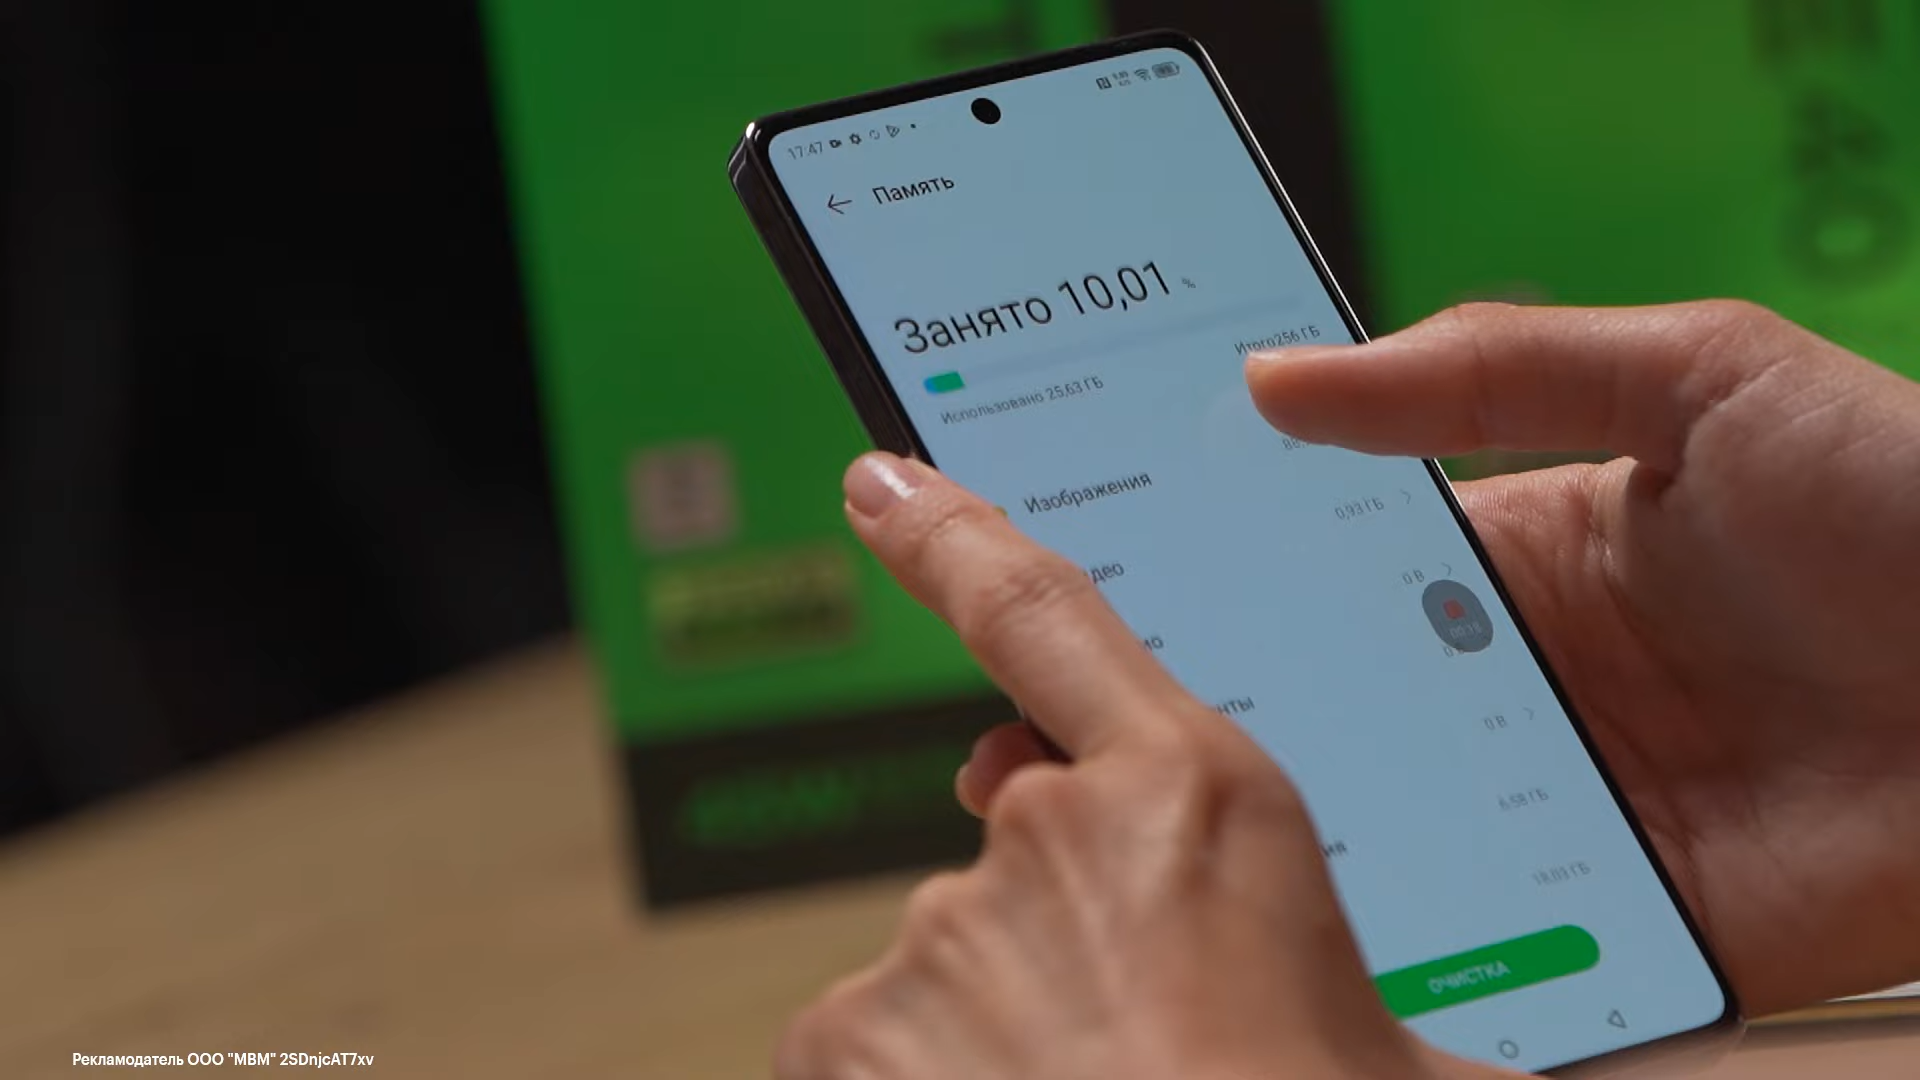 17:47
Память
Занято 10,01 %
Итого256 ГБ
Использовано 25,63 ГБ
Изображения
0,93 ГБ
0 B
0 B
6,58 ГБ
18,03 ГБ
ОЧИСТКА
Рекламодатель ООО "МВМ" 2SDnjcAT7xv